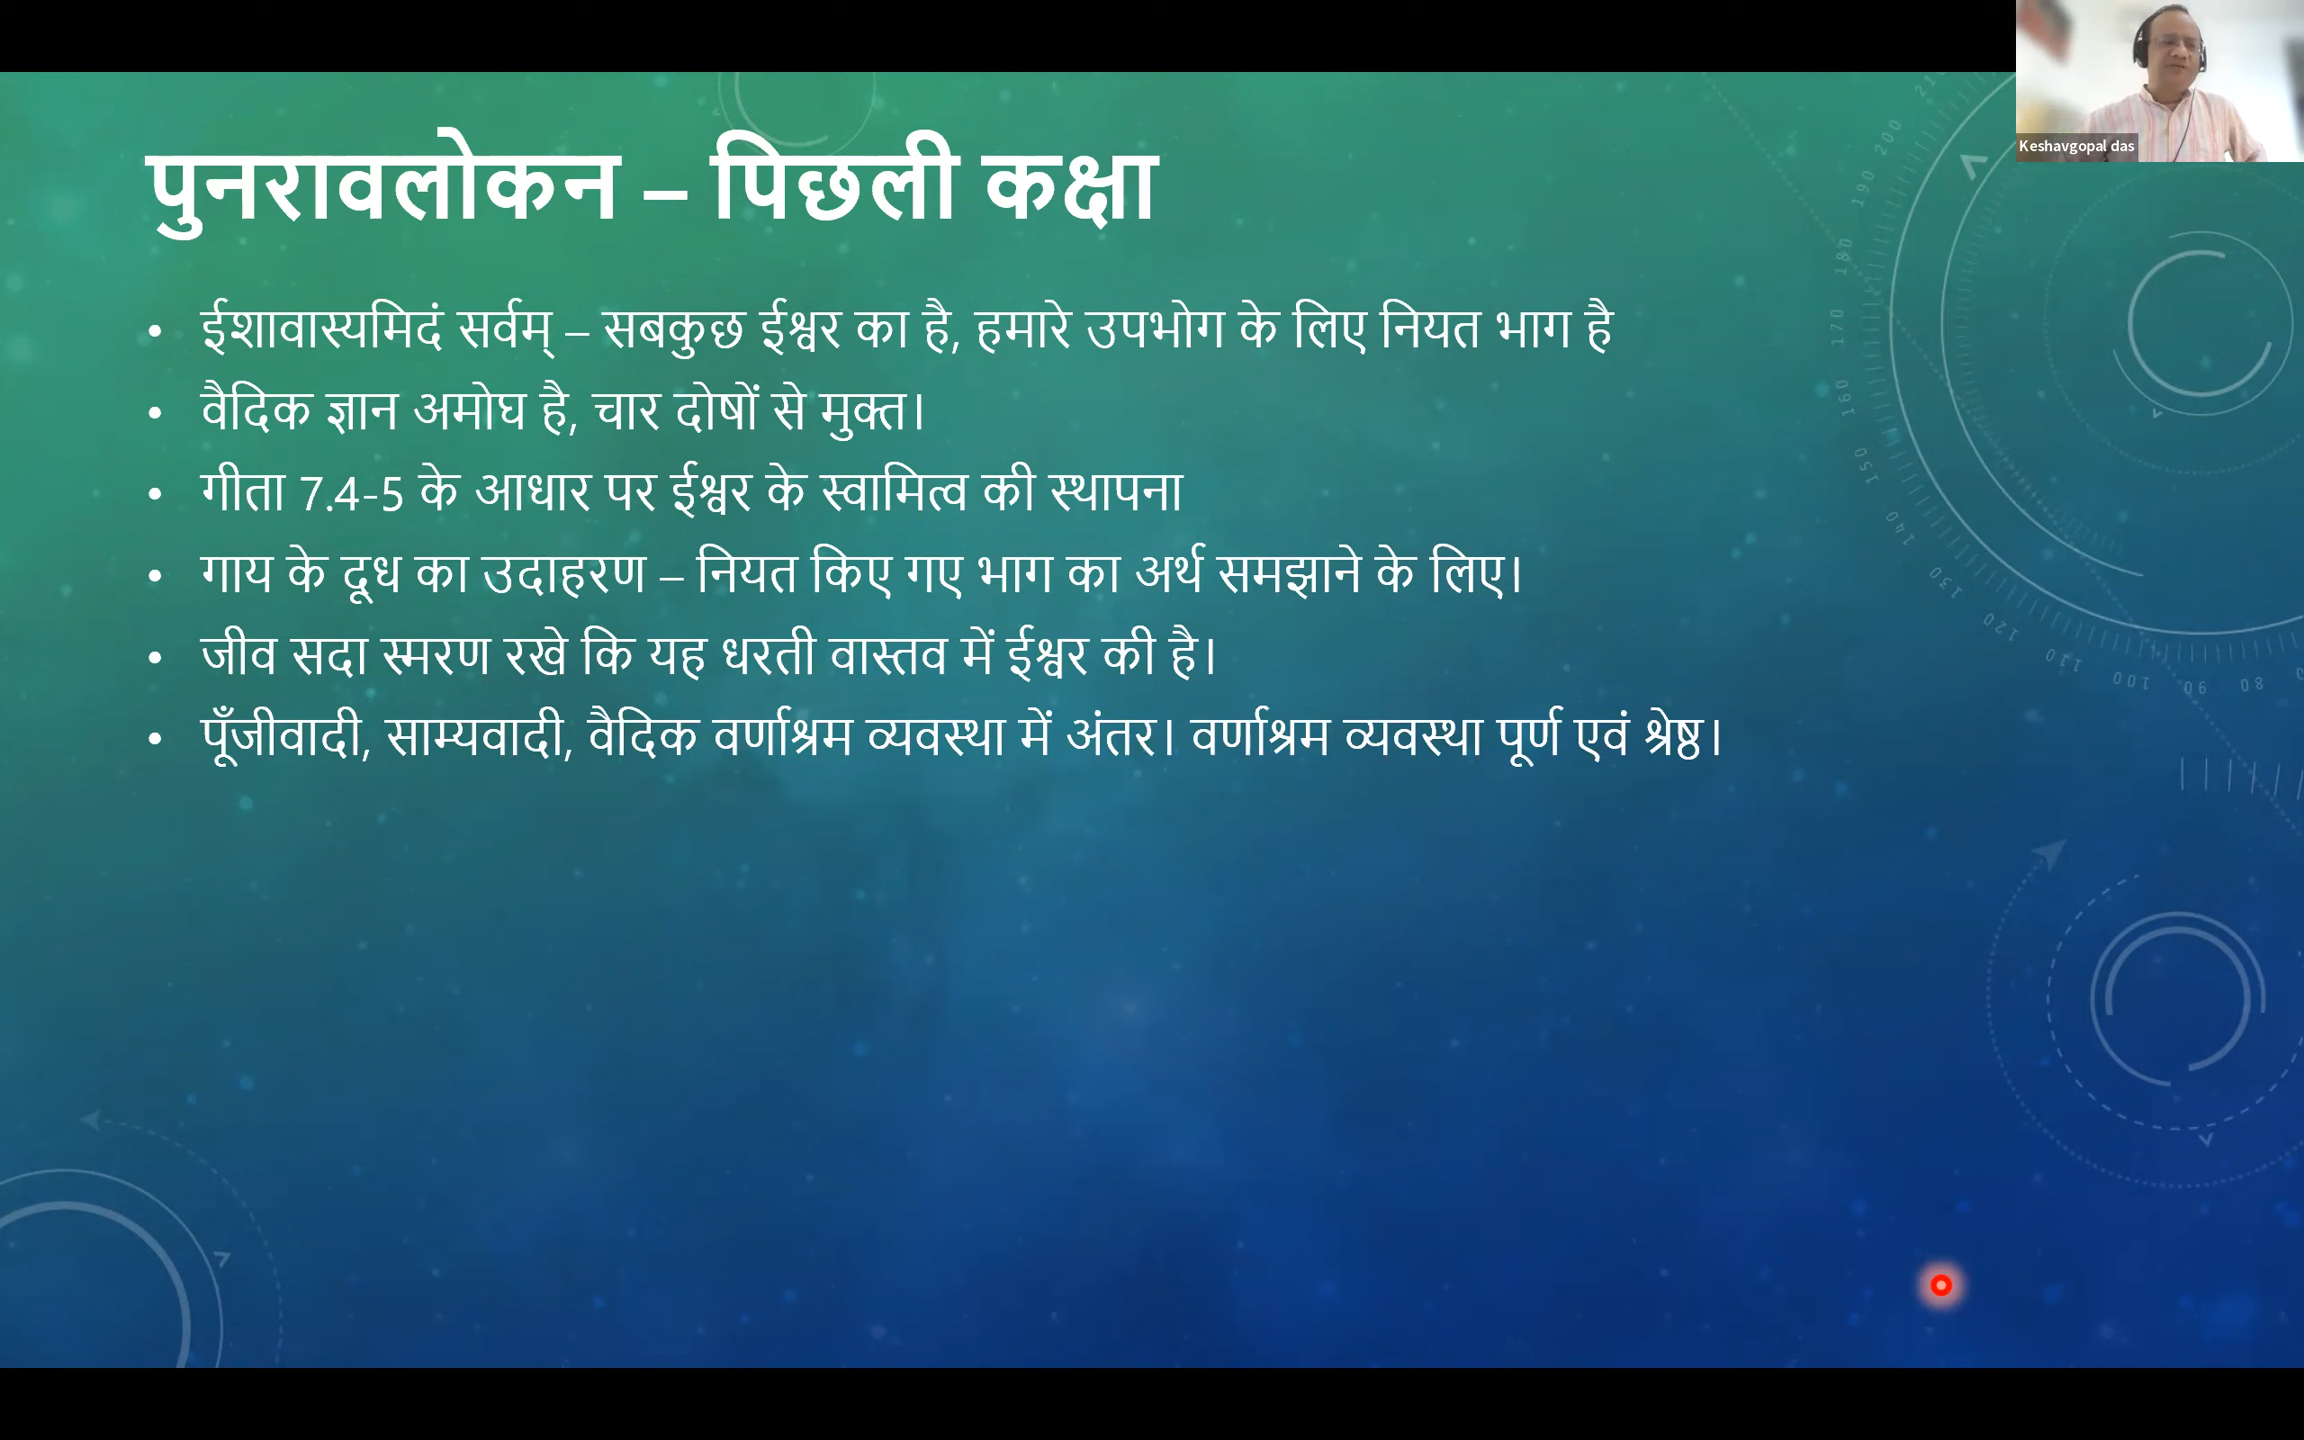 Keshavgopal das
पुनरावलोकन – पिछली कक्षा
• ईशावास्यमिदं सर्वम् – सबकुछ ईश्वर का है, हमारे उपभोग के लिए नियत भाग है
• वैदिक ज्ञान अमोघ है, चार दोषों से मुक्त।
• गीता 7.4-5 के आधार पर ईश्वर के स्वामित्व की स्थापना
• गाय के दूध का उदाहरण – नियत किए गए भाग का अर्थ समझाने के लिए।
• जीव सदा स्मरण रखे कि यह धरती वास्तव में ईश्वर की है।
• पूँजीवादी, साम्यवादी, वैदिक वर्णाश्रम व्यवस्था में अंतर। वर्णाश्रम व्यवस्था पूर्ण एवं श्रेष्ठ।